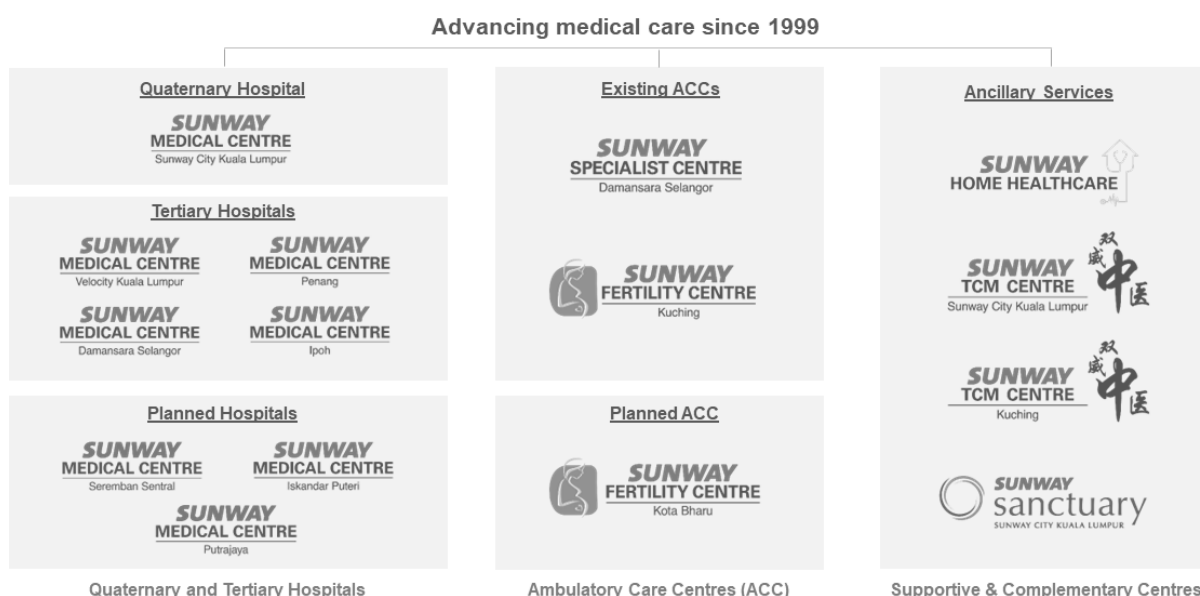 Advancing medical care since 1999
Quaternary Hospital
SUNWAY
MEDICAL CENTRE
Sunway City Kuala Lumpur
Tertiary Hospitals
SUNWAY
MEDICAL CENTRE
Velocity Kuala Lumpur
SUNWAY
MEDICAL CENTRE
Penang
SUNWAY
MEDICAL CENTRE
Damansara Selangor
SUNWAY
MEDICAL CENTRE
Ipoh
Planned Hospitals
SUNWAY
MEDICAL CENTRE
Seremban Sentral
SUNWAY
MEDICAL CENTRE
Iskandar Puteri
SUNWAY
MEDICAL CENTRE
Putrajaya
Quaternary and Tertiary Hospitals
Existing ACCs
SUNWAY
SPECIALIST CENTRE
Damansara Selangor
SUNWAY
FERTILITY CENTRE
Kuching
Planned ACC
SUNWAY
FERTILITY CENTRE
Kota Bharu
Ambulatory Care Centres (ACC)
Ancillary Services
SUNWAY
HOME HEALTHCARE
SUNWAY
TCM CENTRE
Sunway City Kuala Lumpur
双威中医
SUNWAY
TCM CENTRE
Kuching
双威中医
SUNWAY
sanctuary
SUNWAY CITY KUALA LUMPUR
Supportive & Complementary Centres